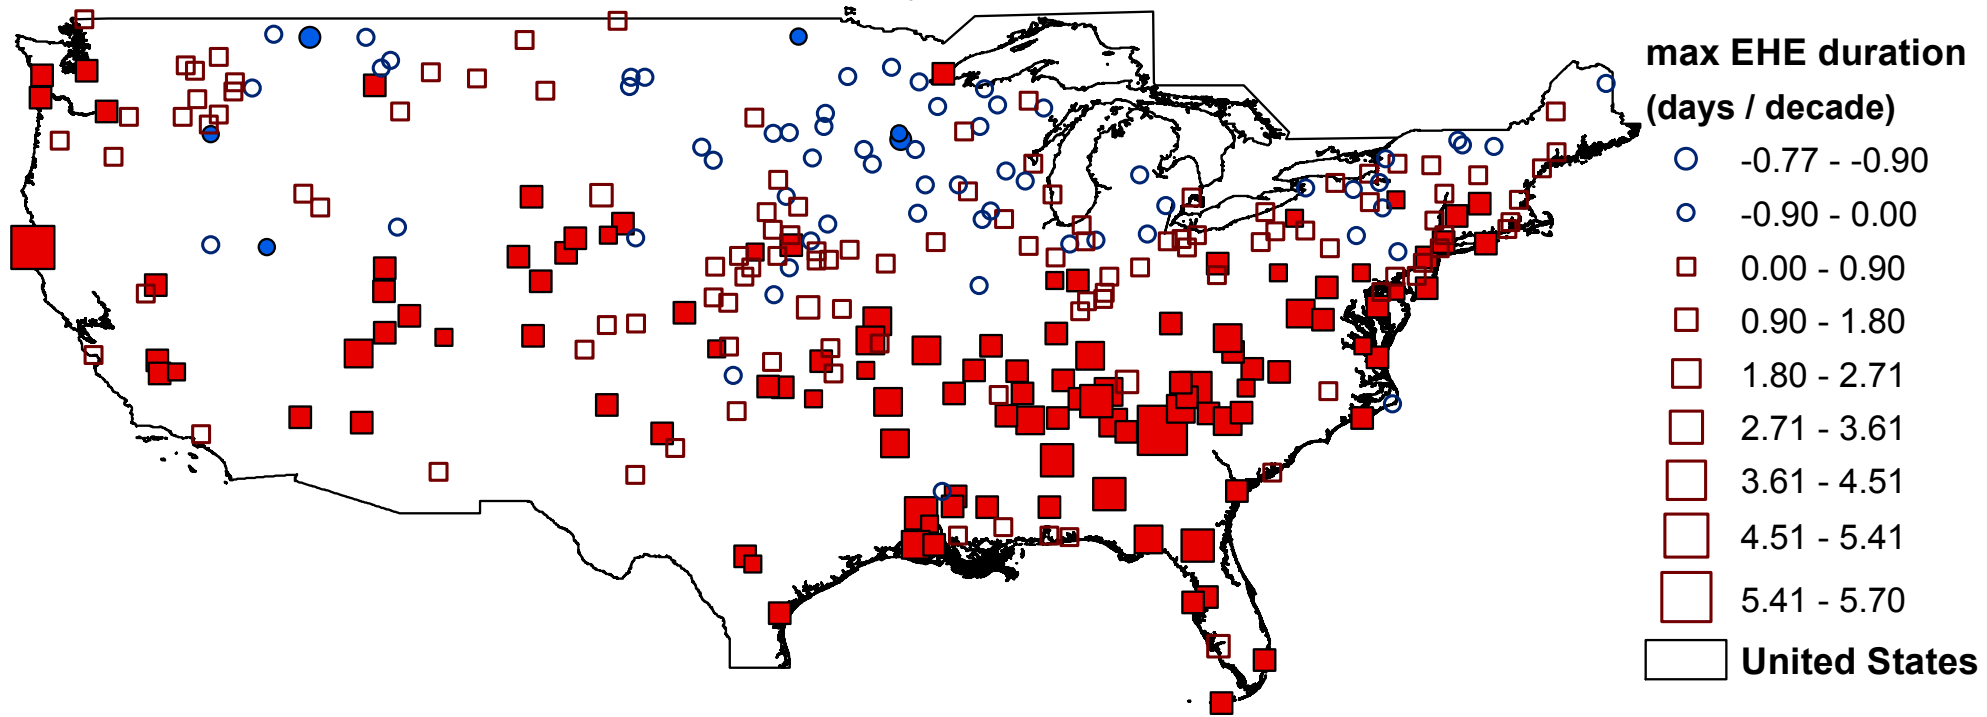 max EHE duration
(days / decade)
-0.77 - -0.90
-0.90 - 0.00
0.00 - 0.90
0.90 - 1.80
1.80 - 2.71
2.71 - 3.61
3.61 - 4.51
4.51 - 5.41
5.41 - 5.70
United States